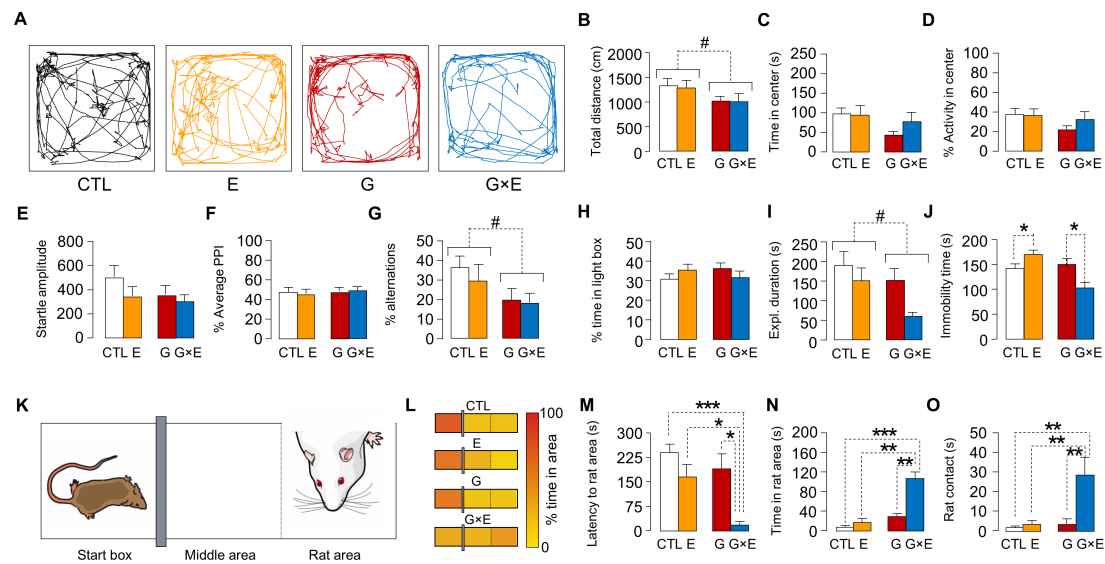 A
CTL
E
G
G×E
B
Total distance (cm)
2000
1500
1000
500
0
#
CTL E
G G×E
C
Time in center (s)
250
200
150
100
50
0
CTL E
G G×E
D
% Activity in center
100
80
60
40
20
0
CTL E
G G×E
E
Startle amplitude
800
600
400
200
0
CTL E
G G×E
F
% Average PPI
100
80
60
40
20
0
CTL E
G G×E
G
% alternations
50
40
30
20
10
0
#
CTL E
G G×E
H
% time in light box
100
80
60
40
20
0
CTL E
G G×E
I
Expl. duration (s)
250
200
150
100
50
0
#
CTL E
G G×E
J
Immobility time (s)
200
150
100
50
0
*
*
CTL E
G G×E
K
Start box
Middle area
Rat area
L
CTL
E
G
G×E
100
0
% time in area
M
Latency to rat area (s)
300
225
150
75
0
***
*
*
CTL E
G G×E
N
Time in rat area (s)
200
160
120
80
40
0
***
**
**
CTL E
G G×E
O
Rat contact (s)
50
40
30
20
10
0
**
**
**
CTL E
G G×E